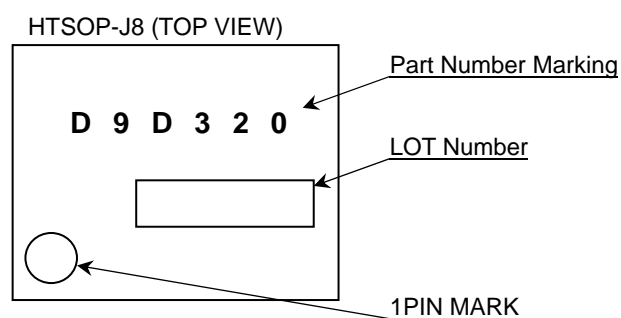 HTSOP-J8 (TOP VIEW)
Part Number Marking
D 9 D 3 2 0
LOT Number
1PIN MARK